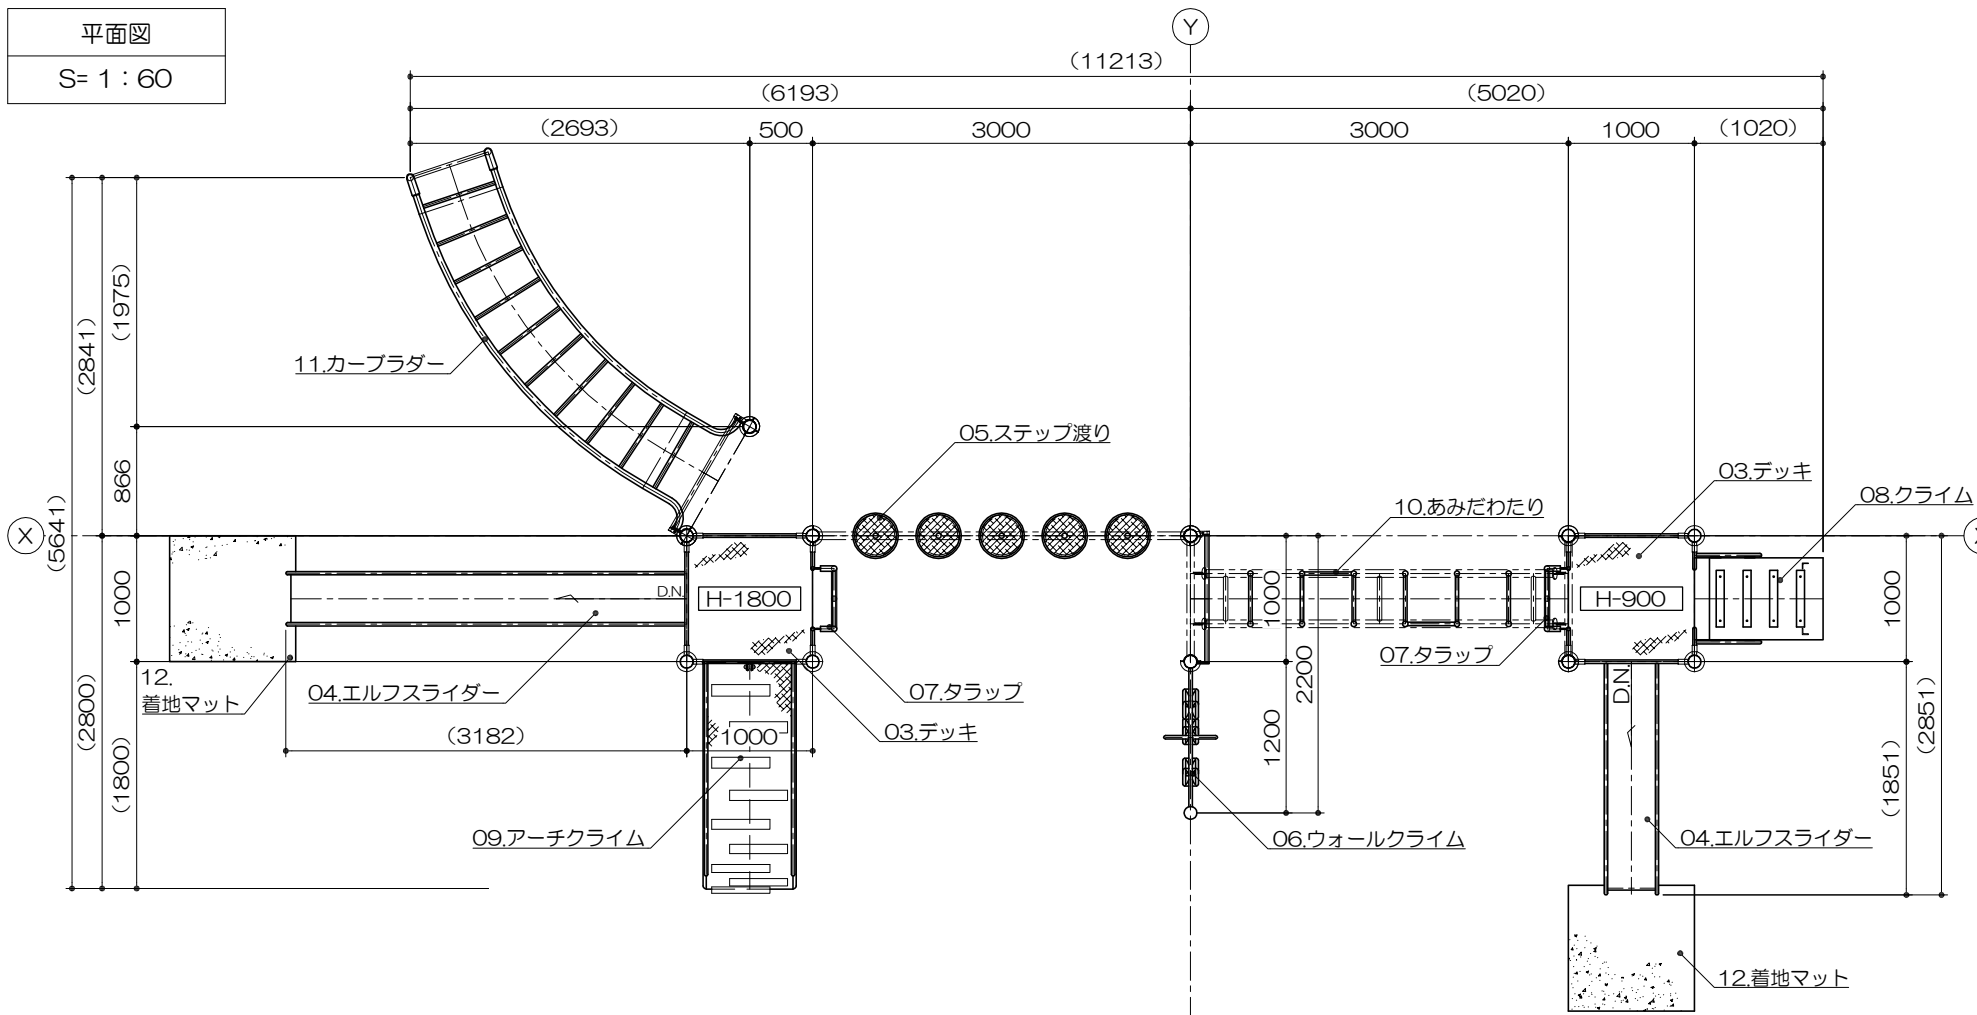 平面図
S= 1：60
Y
(11213)
(6193)
(5020)
(2693)
500
3000
3000
1000
(1020)
(1975)
(2841)
11.カーブラダー
05.ステップ渡り
03.デッキ
08.クライム
866
10.あみだわたり
X
(5641)
D.N.
H-1800
H-900
1000
1000
1000
07.タラップ
12.
着地マット
04.エルフスライダー
07.タラップ
D.N.
2200
(2851)
(2800)
(3182)
1000
03.デッキ
1200
(1800)
(1851)
09.アーチクライム
06.ウォールクライム
04.エルフスライダー
12.着地マット